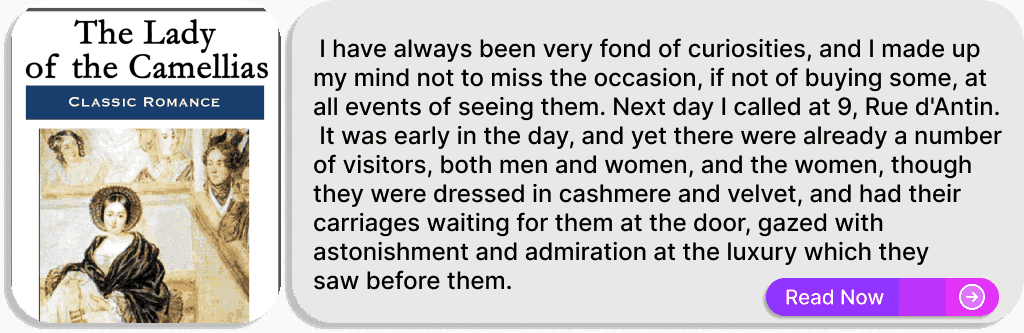 The Lady
of the Camellias
CLASSIC ROMANCE
I have always been very fond of curiosities, and I made up
my mind not to miss the occasion, if not of buying some, at
all events of seeing them. Next day I called at 9, Rue d'Antin.
It was early in the day, and yet there were already a number
of visitors, both men and women, and the women, though
they were dressed in cashmere and velvet, and had their
carriages waiting for them at the door, gazed with
astonishment and admiration at the luxury which they
saw before them.
Read Now